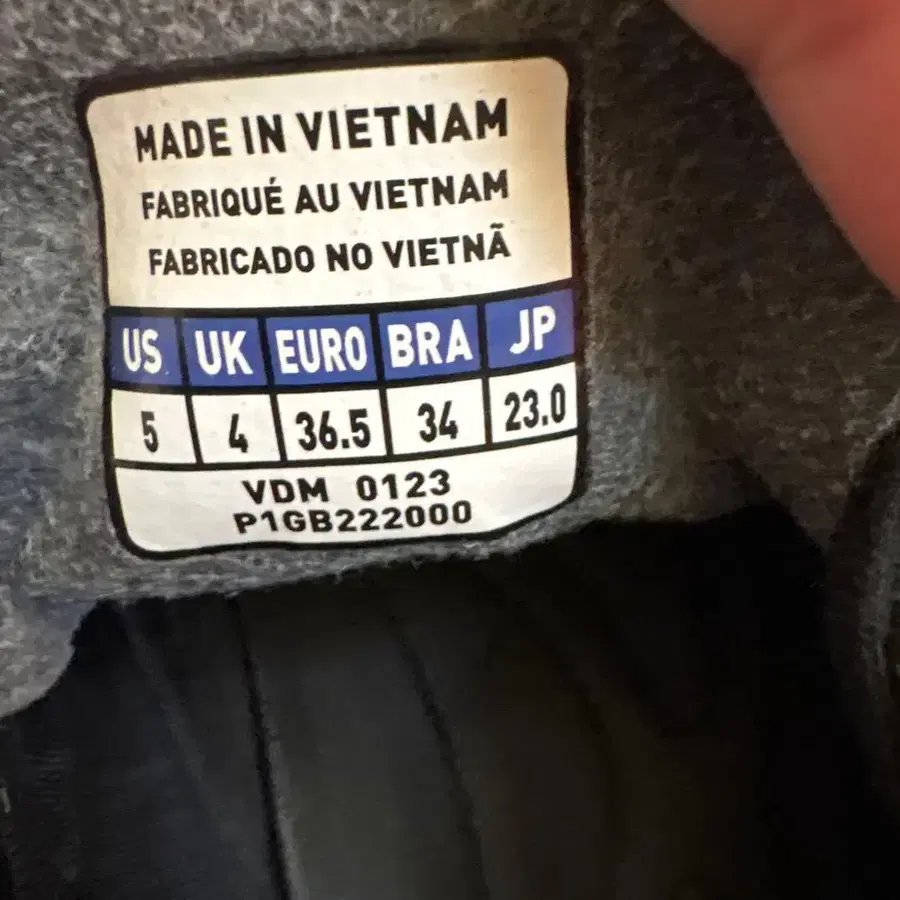 MADE IN VIETNAM
FABRIQUÉ AU VIETNAM
FABRICADO NO VIETNÃ
US UK EURO BRA JP
5 4 36.5 34 23.0
VDM 0123
P1GB222000